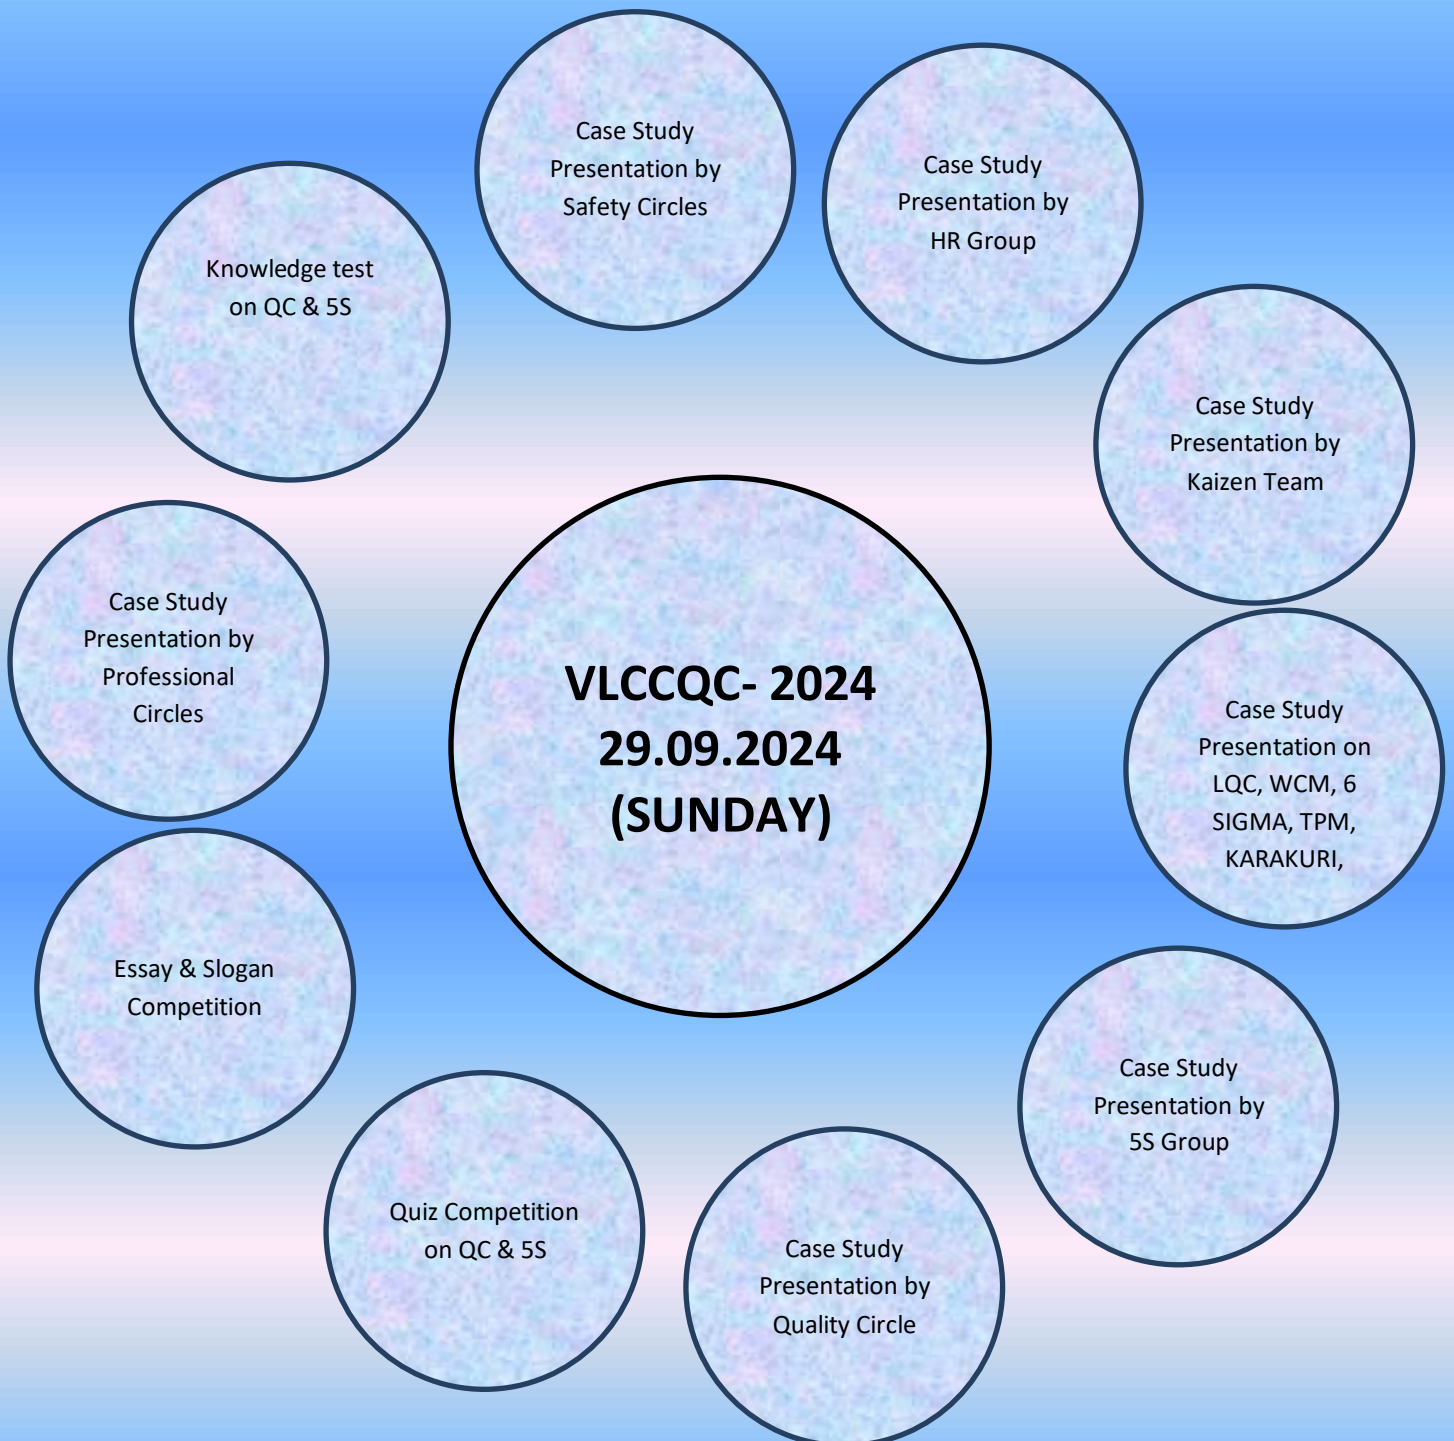 Case Study
Presentation by
Safety Circles
Case Study
Presentation by
HR Group
Knowledge test
on QC & 5S
Case Study
Presentation by
Kaizen Team
Case Study
Presentation by
Professional
Circles
VLCCQC- 2024
29.09.2024
(SUNDAY)
Case Study
Presentation on
LQC, WCM, 6
SIGMA, TPM,
KARAKURI,
Essay & Slogan
Competition
Case Study
Presentation by
5S Group
Quiz Competition
on QC & 5S
Case Study
Presentation by
Quality Circle